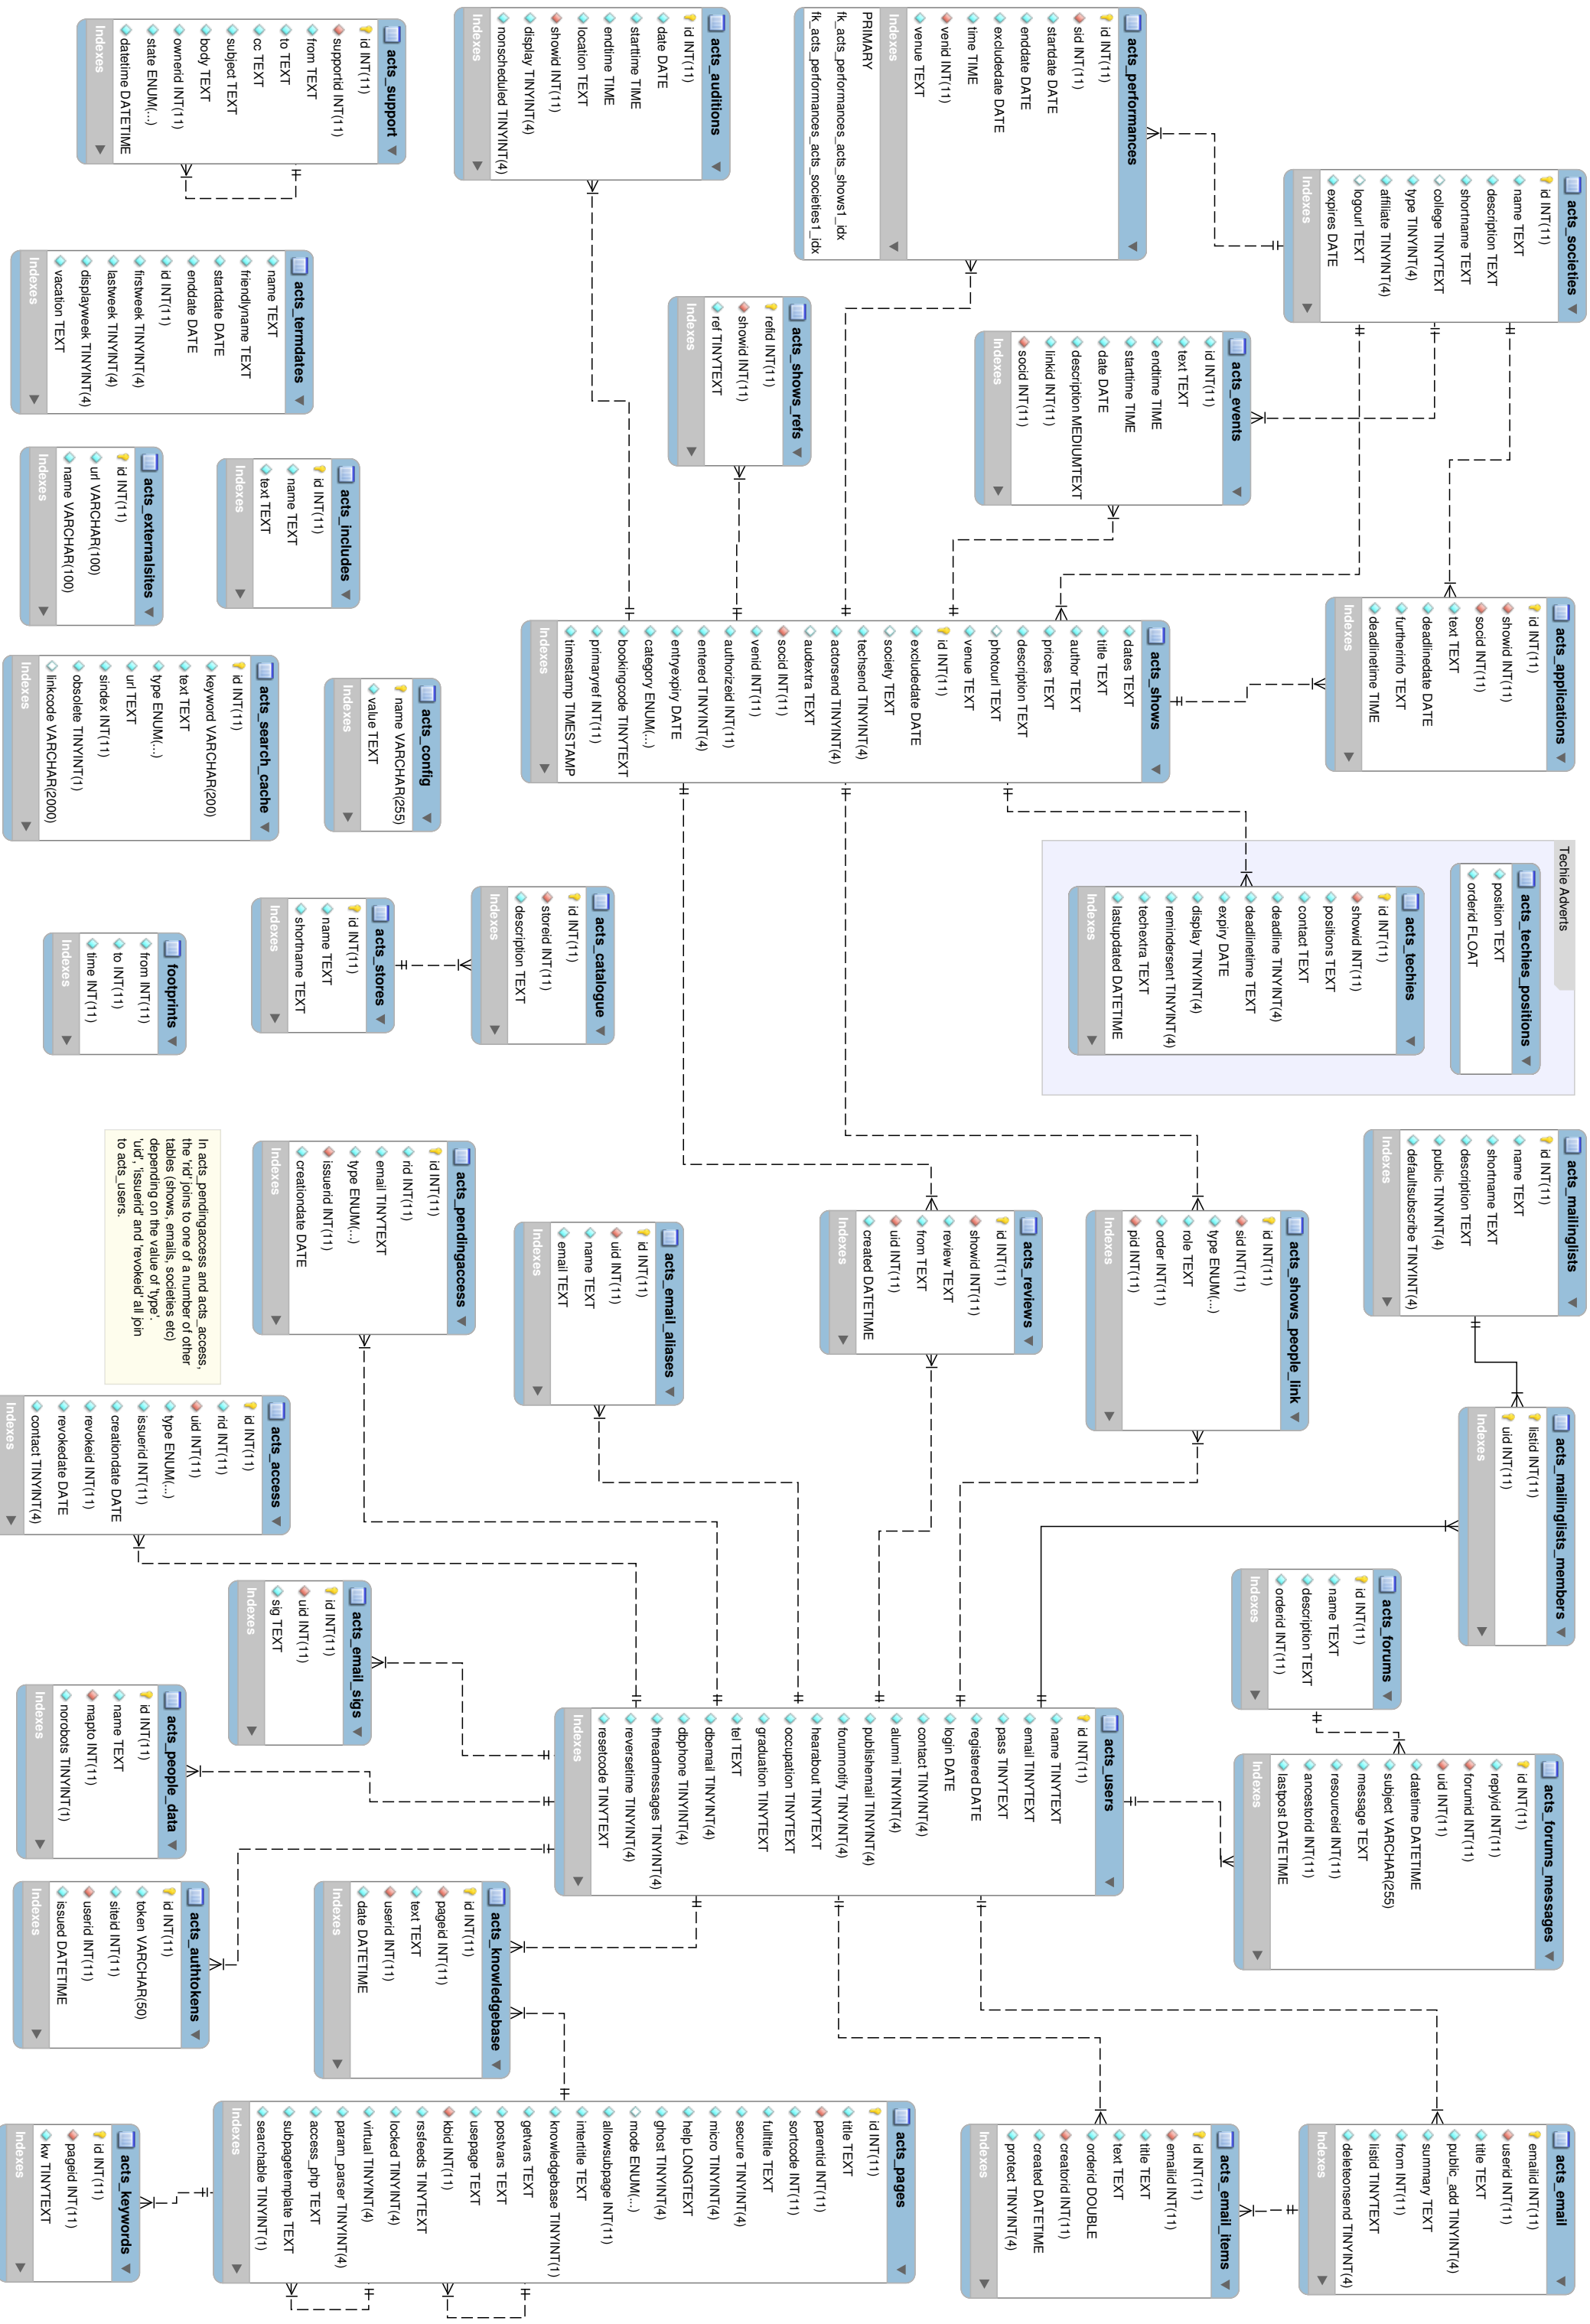 acts_societies
id INT(11)
name TEXT
description TEXT
shortname TEXT
college TINYTEXT
type TINYINT(4)
affiliate TINYINT(4)
logourl TEXT
expires DATE
Indexes
acts_performances
id INT(11)
sid INT(11)
startdate DATE
enddate DATE
excludedate DATE
time TIME
venid INT(11)
venue TEXT
Indexes
PRIMARY
fk_acts_performances_acts_shows1_idx
fk_acts_performances_acts_societies1_idx
acts_auditions
id INT(11)
date DATE
starttime TIME
endtime TIME
location TEXT
showid INT(11)
display TINYINT(4)
nonscheduled TINYINT(4)
Indexes
acts_support
id INT(11)
supportid INT(11)
from TEXT
to TEXT
cc TEXT
subject TEXT
body TEXT
ownerid INT(11)
state ENUM(...)
datetime DATETIME
Indexes
acts_events
id INT(11)
text TEXT
endtime TIME
starttime TIME
date DATE
description MEDIUMTEXT
linkid INT(11)
socid INT(11)
Indexes
acts_shows_refs
refid INT(11)
showid INT(11)
ref TINYTEXT
Indexes
acts_termdates
name TEXT
friendlyname TEXT
startdate DATE
enddate DATE
id INT(11)
firstweek TINYINT(4)
lastweek TINYINT(4)
displayweek TINYINT(4)
vacation TEXT
Indexes
acts_includes
id INT(11)
name TEXT
text TEXT
Indexes
acts_externalsites
id INT(11)
url VARCHAR(100)
name VARCHAR(100)
Indexes
acts_applications
id INT(11)
showid INT(11)
socid INT(11)
text TEXT
deadlinedate DATE
furtherinfo TEXT
deadlinetime TIME
Indexes
acts_shows
dates TEXT
title TEXT
author TEXT
prices TEXT
description TEXT
photourl TEXT
venue TEXT
id INT(11)
excludedate DATE
society TEXT
techsend TINYINT(4)
actorsend TINYINT(4)
audextra TEXT
socid INT(11)
venid INT(11)
authorizeid INT(11)
entered TINYINT(4)
entryexpiry DATE
category ENUM(...)
bookingcode TINYTEXT
primaryref INT(11)
timestamp TIMESTAMP
Indexes
acts_config
name VARCHAR(255)
value TEXT
Indexes
acts_search_cache
id INT(11)
keyword VARCHAR(200)
text TEXT
type ENUM(...)
url TEXT
sindex INT(11)
obsolete TINYINT(1)
linkcode VARCHAR(2000)
Indexes
Techie Adverts
acts_techies_positions
position TEXT
orderid FLOAT
acts_techies
id INT(11)
showid INT(11)
positions TEXT
contact TEXT
deadline TINYINT(4)
deadlinetime TEXT
expiry DATE
display TINYINT(4)
remindersent TINYINT(4)
techextra TEXT
lastupdated DATETIME
Indexes
acts_catalogue
id INT(11)
storeid INT(11)
description TEXT
Indexes
acts_stores
id INT(11)
name TEXT
shortname TEXT
Indexes
footprints
from INT(11)
to INT(11)
time INT(11)
Indexes
acts_mailinglists
id INT(11)
name TEXT
shortname TEXT
description TEXT
public TINYINT(4)
defaultsubscribe TINYINT(4)
Indexes
acts_shows_people_link
id INT(11)
sid INT(11)
type ENUM(...)
role TEXT
order INT(11)
pid INT(11)
Indexes
acts_reviews
id INT(11)
showid INT(11)
review TEXT
from TEXT
uid INT(11)
created DATETIME
Indexes
acts_email_aliases
id INT(11)
uid INT(11)
name TEXT
email TEXT
Indexes
acts_pendingaccess
id INT(11)
rid INT(11)
email TINYTEXT
type ENUM(...)
issuerid INT(11)
creationdate DATE
Indexes
In acts_pendingaccess and acts_access,
the 'rid' joins to one of a number of other
tables (shows, emails, societies etc)
depending on the value of 'type'.
'uid', 'issuerid' and 'revokeid' all join
to acts_users.
acts_mailinglists_members
listid INT(11)
uid INT(11)
Indexes
acts_access
id INT(11)
rid INT(11)
uid INT(11)
type ENUM(...)
issuerid INT(11)
creationdate DATE
revokeid INT(11)
revokedate DATE
contact TINYINT(4)
Indexes
acts_forums
id INT(11)
name TEXT
description TEXT
orderid INT(11)
Indexes
acts_email_sigs
id INT(11)
uid INT(11)
sig TEXT
Indexes
acts_forums_messages
id INT(11)
replyid INT(11)
forumid INT(11)
uid INT(11)
datetime DATETIME
subject VARCHAR(255)
message TEXT
resourceid INT(11)
ancestorid INT(11)
lastpost DATETIME
Indexes
acts_users
id INT(11)
name TINYTEXT
email TINYTEXT
pass TINYTEXT
registered DATE
login DATE
contact TINYINT(4)
alumni TINYINT(4)
publishemail TINYINT(4)
forumnotify TINYINT(4)
hearabout TINYTEXT
occupation TINYTEXT
graduation TINYTEXT
tel TEXT
dbemail TINYINT(4)
dbphone TINYINT(4)
threadmessages TINYINT(4)
reversetime TINYINT(4)
resetcode TINYTEXT
Indexes
acts_people_data
id INT(11)
name TEXT
mapto INT(11)
norobots TINYINT(1)
Indexes
acts_knowledgebase
id INT(11)
pageid INT(11)
text TEXT
userid INT(11)
date DATETIME
Indexes
acts_authtokens
id INT(11)
token VARCHAR(50)
siteid INT(11)
userid INT(11)
issued DATETIME
Indexes
acts_email
emailid INT(11)
userid INT(11)
title TEXT
public_add TINYINT(4)
summary TEXT
from INT(11)
listid TINYTEXT
deleteonsend TINYINT(4)
Indexes
acts_email_items
id INT(11)
emailid INT(11)
title TEXT
text TEXT
orderid DOUBLE
creatorid INT(11)
created DATETIME
protect TINYINT(4)
Indexes
acts_pages
id INT(11)
title TEXT
parentid INT(11)
sortcode INT(11)
fulltitle TEXT
secure TINYINT(4)
micro TINYINT(4)
help LONGTEXT
ghost TINYINT(4)
mode ENUM(...)
allowsubpage INT(11)
intertitle TEXT
knowledgebase TINYINT(1)
getvars TEXT
postvars TEXT
usepage TEXT
kbid INT(11)
rssfeeds TINYTEXT
locked TINYINT(4)
virtual TINYINT(4)
param_parser TINYINT(4)
access_php TEXT
subpagetemplate TEXT
searchable TINYINT(1)
Indexes
acts_keywords
id INT(11)
pageid INT(11)
kw TINYTEXT
Indexes